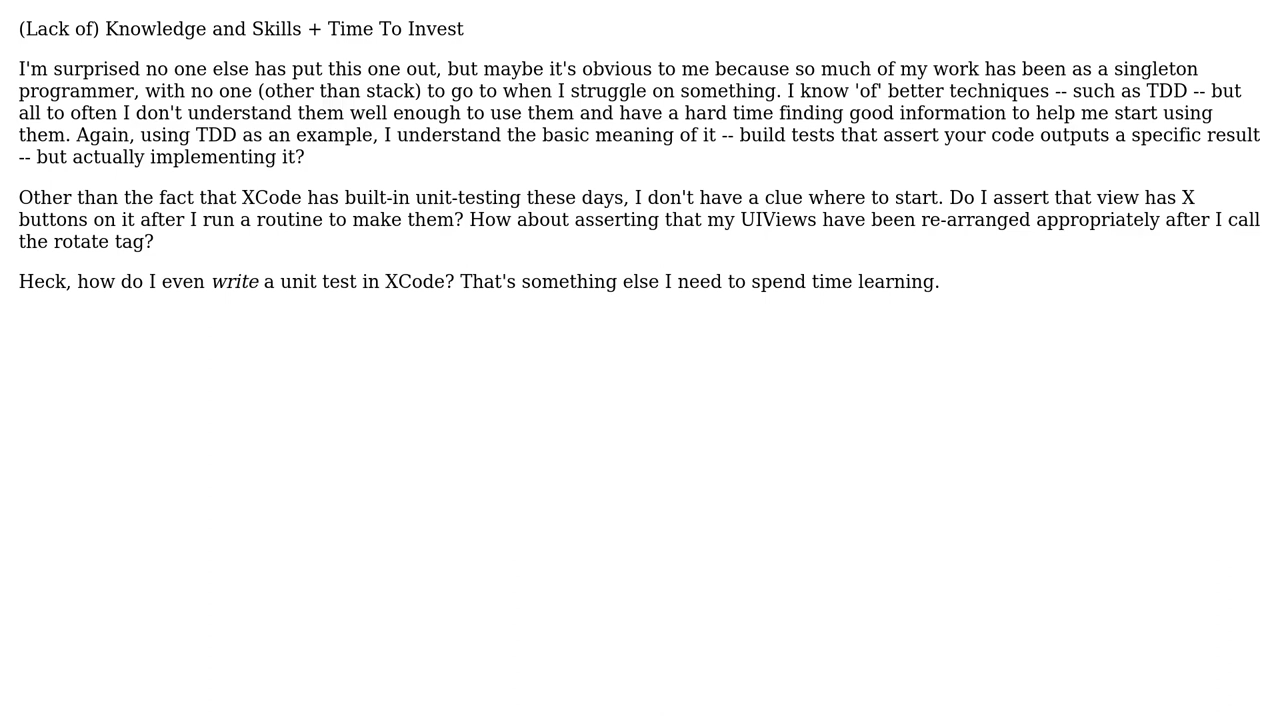 (Lack of) Knowledge and Skills + Time To Invest
I'm surprised no one else has put this one out, but maybe it's obvious to me because so much of my work has been as a singleton
programmer, with no one (other than stack) to go to when I struggle on something. I know 'of' better techniques -- such as TDD -- but
all to often I don't understand them well enough to use them and have a hard time finding good information to help me start using
them. Again, using TDD as an example, I understand the basic meaning of it -- build tests that assert your code outputs a specific result
-- but actually implementing it?
Other than the fact that XCode has built-in unit-testing these days, I don't have a clue where to start. Do I assert that view has X
buttons on it after I run a routine to make them? How about asserting that my UIViews have been re-arranged appropriately after I call
the rotate tag?
Heck, how do I even write a unit test in XCode? That's something else I need to spend time learning.